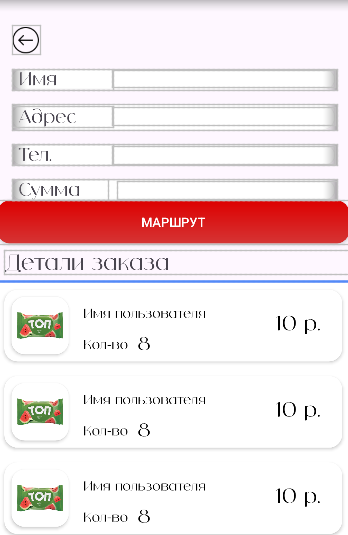 Имя
Адрес
Тел.
Сумма
МАРШРУТ
Детали заказа
Имя пользователя
10 р.
Кол-во 8
ТОП
Имя пользователя
10 р.
Кол-во 8
ТОП
Имя пользователя
10 р.
Кол-во 8
ТОП